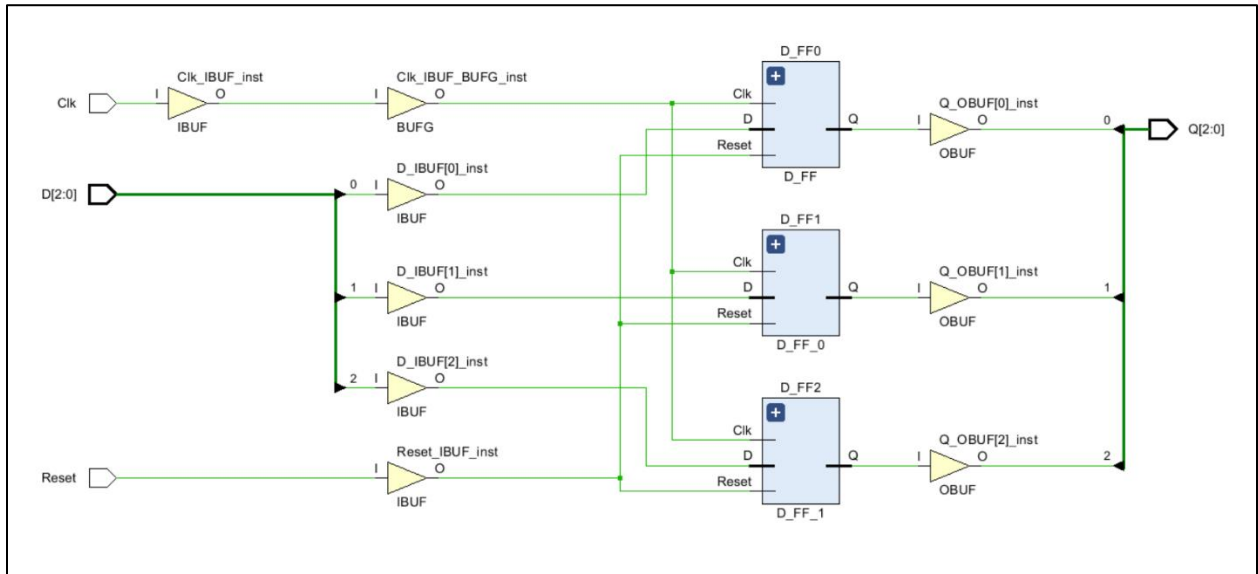 Clk
Clk_IBUF_inst
I
O
IBUF
Clk_IBUF_BUFG_inst
I
O
BUFG
D[2:0]
D_IBUF[0]_inst
0
I
O
IBUF
D_IBUF[1]_inst
1
I
O
IBUF
D_IBUF[2]_inst
2
I
O
IBUF
Reset
Reset_IBUF_inst
I
O
IBUF
D_FF0
+
Clk
D
Reset
Q
D_FF
D_FF1
+
Clk
D
Reset
Q
D_FF_0
D_FF2
+
Clk
D
Reset
Q
D_FF_1
Q_OBUF[0]_inst
I
O
OBUF
0
Q_OBUF[1]_inst
I
O
OBUF
1
Q_OBUF[2]_inst
I
O
OBUF
2
Q[2:0]